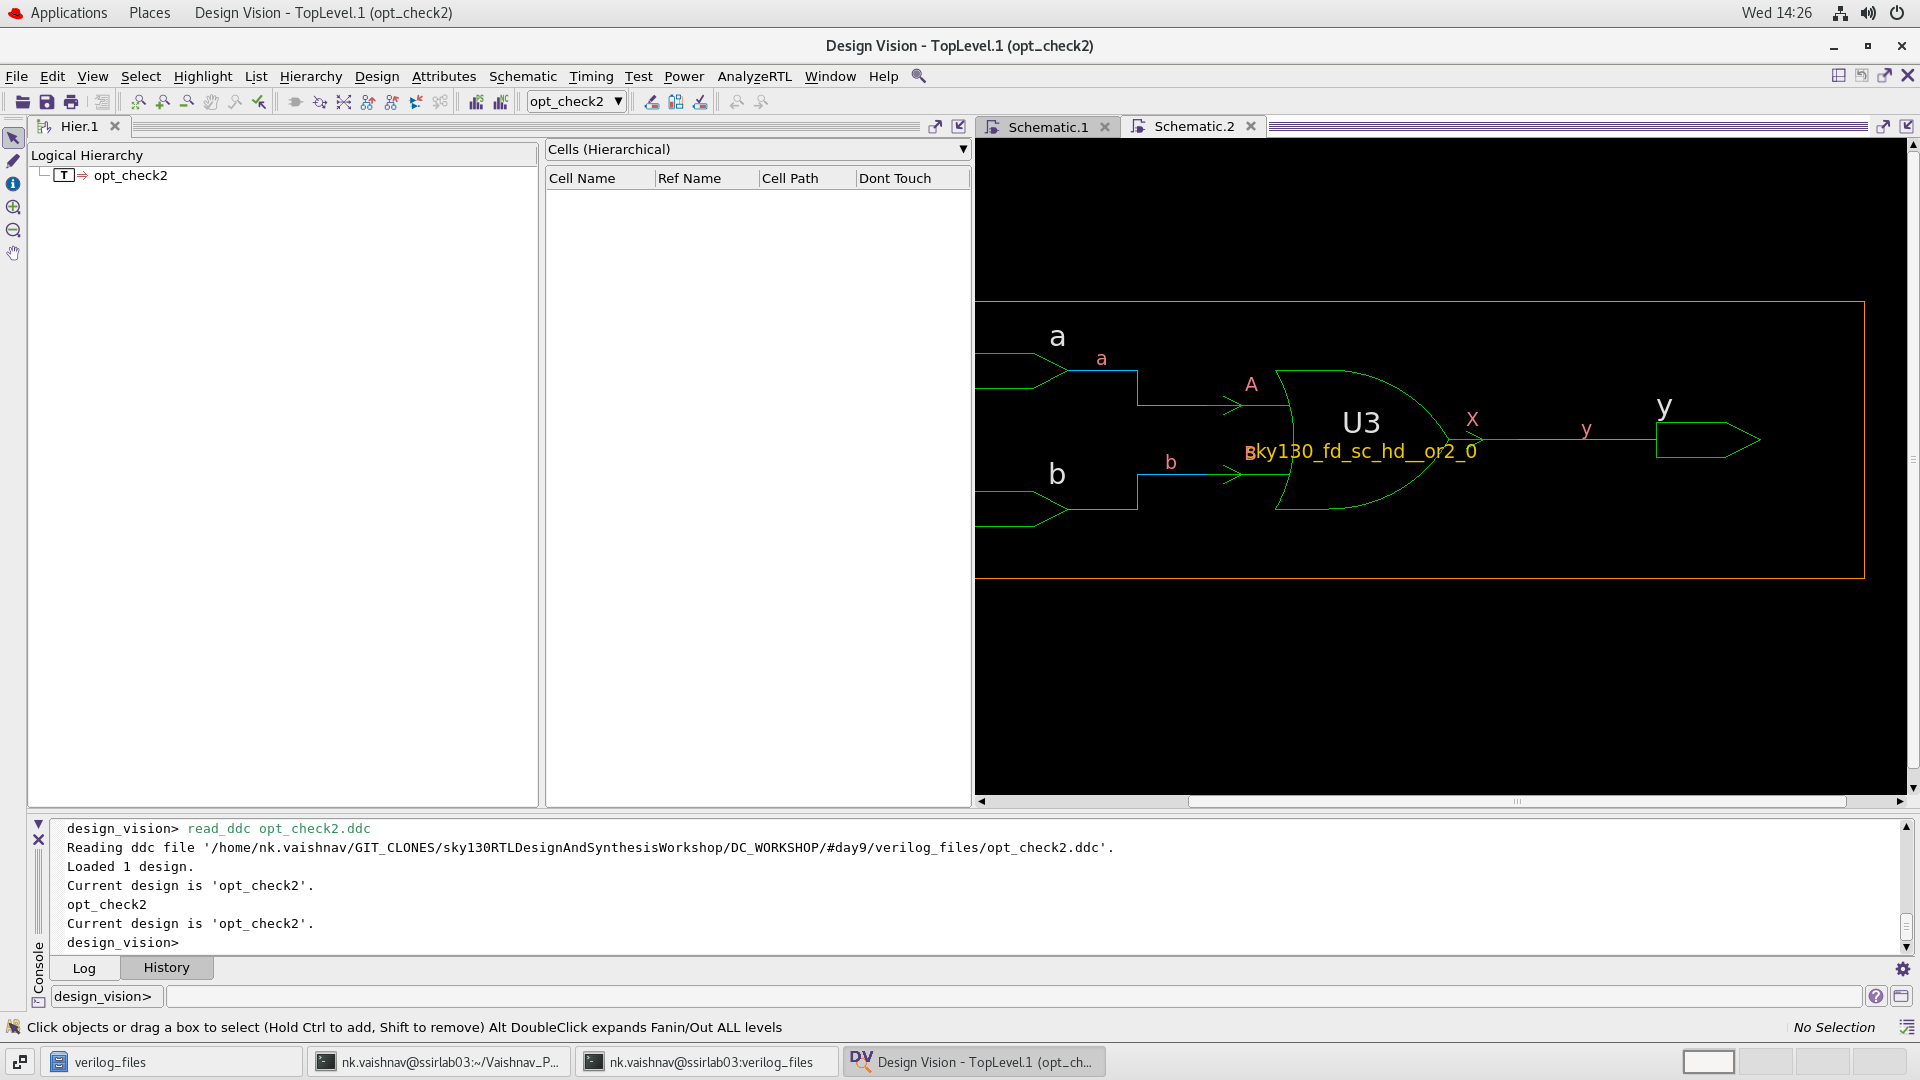 Applications Places Design Vision - TopLevel.1 (opt_check2) Wed 14:26
Design Vision - TopLevel.1 (opt_check2)
File Edit View Select Highlight List Hierarchy Design Attributes Schematic Timing Test Power AnalyzeRTL Window Help
opt_check2
Hier.1
Schematic.1 Schematic.2
Logical Hierarchy
T opt_check2
Cells (Hierarchical)
Cell Name Ref Name Cell Path Dont Touch
a
a
A
U3
X
y
y
B
sky130_fd_sc_hd__or2_0
b
b
design_vision> read_ddc opt_check2.ddc
Reading ddc file '/home/nk.vaishnav/GIT_CLONES/sky130RTLDesignAndSynthesisWorkshop/DC_WORKSHOP/#day9/verilog_files/opt_check2.ddc'.
Loaded 1 design.
Current design is 'opt_check2'.
opt_check2
Current design is 'opt_check2'.
design_vision>
Console
Log History
design_vision>
Click objects or drag a box to select (Hold Ctrl to add, Shift to remove) Alt DoubleClick expands Fanin/Out ALL levels
No Selection
verilog_files
nk.vaishnav@ssirlab03:~/Vaishnav_P...
nk.vaishnav@ssirlab03:verilog_files
DV Design Vision - TopLevel.1 (opt_ch...